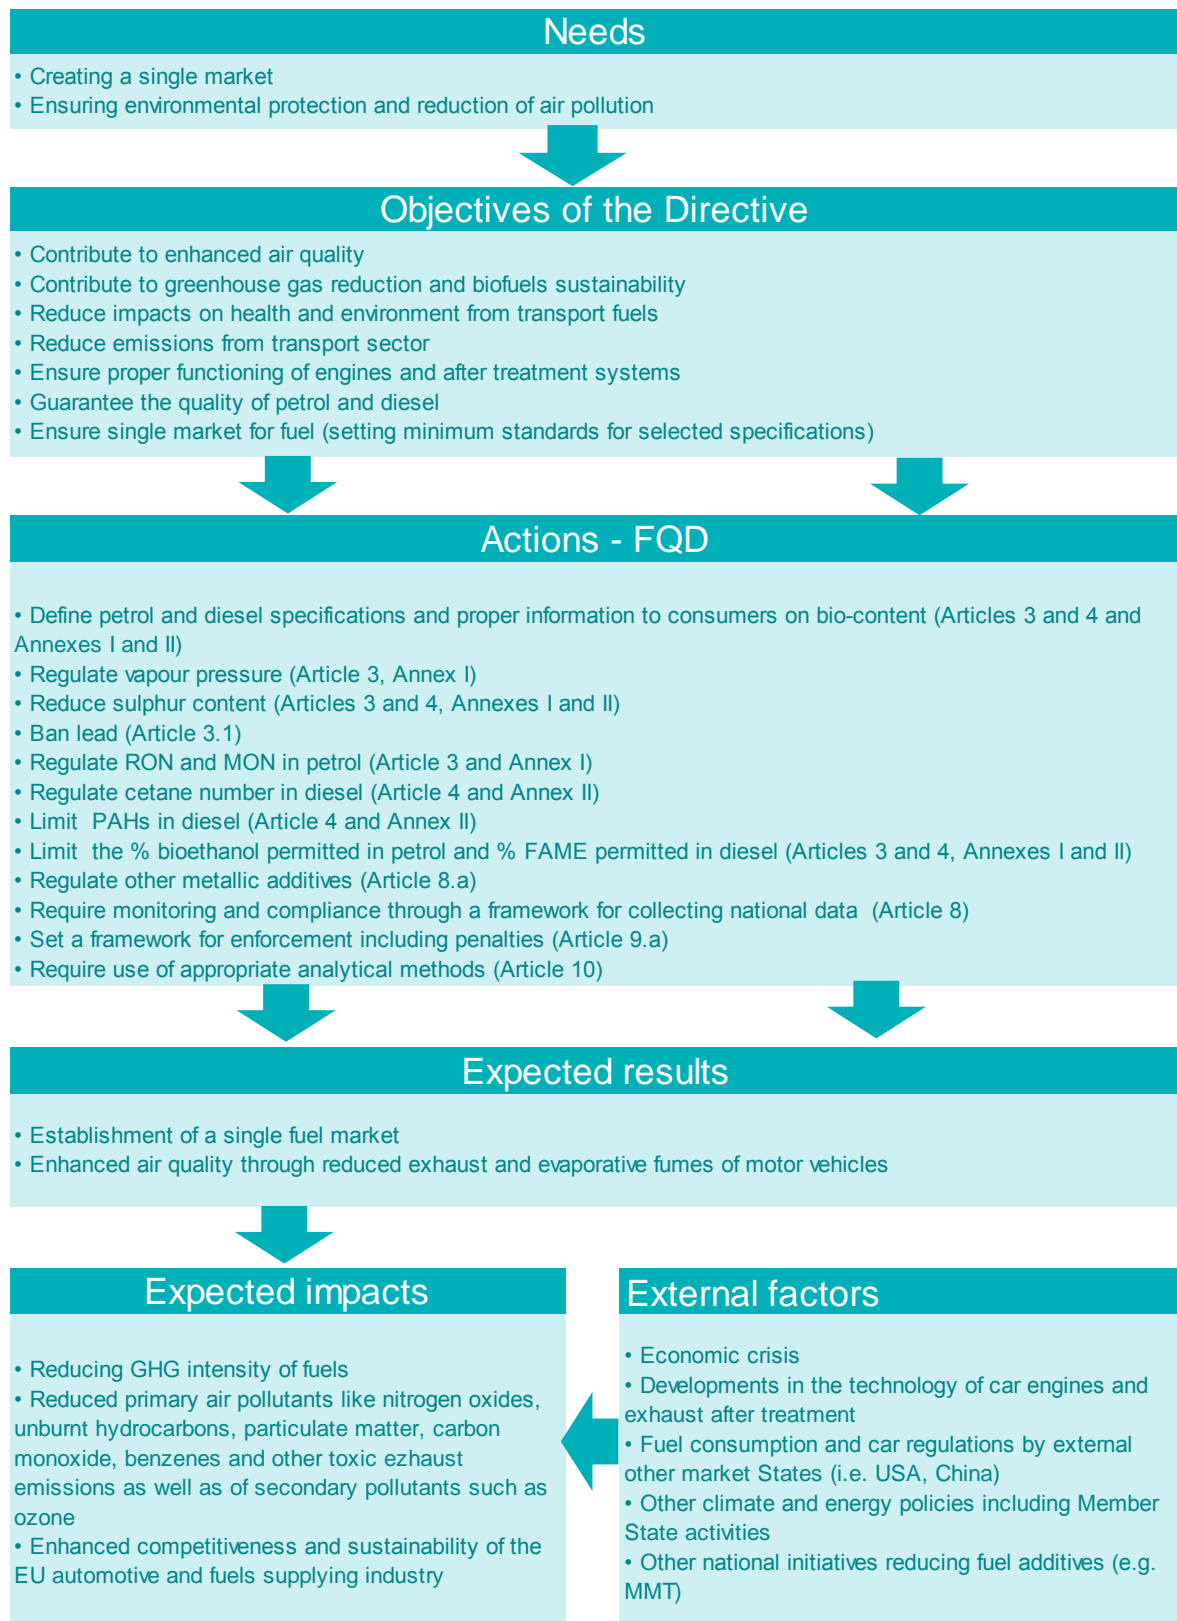 Needs
• Creating a single market
• Ensuring environmental protection and reduction of air pollution
Objectives of the Directive
• Contribute to enhanced air quality
• Contribute to greenhouse gas reduction and biofuels sustainability
• Reduce impacts on health and environment from transport fuels
• Reduce emissions from transport sector
• Ensure proper functioning of engines and after treatment systems
• Guarantee the quality of petrol and diesel
• Ensure single market for fuel (setting minimum standards for selected specifications)
Actions - FQD
• Define petrol and diesel specifications and proper information to consumers on bio-content (Articles 3 and 4 and
Annexes I and II)
• Regulate vapour pressure (Article 3, Annex I)
• Reduce sulphur content (Articles 3 and 4, Annexes I and II)
• Ban lead (Article 3.1)
• Regulate RON and MON in petrol (Article 3 and Annex I)
• Regulate cetane number in diesel (Article 4 and Annex II)
• Limit  PAHs in diesel (Article 4 and Annex II)
• Limit  the % bioethanol permitted in petrol and % FAME permitted in diesel (Articles 3 and 4, Annexes I and II)
• Regulate other metallic additives (Article 8.a)
• Require monitoring and compliance through a framework for collecting national data  (Article 8)
• Set a framework for enforcement including penalties (Article 9.a)
• Require use of appropriate analytical methods (Article 10)
Expected results
• Establishment of a single fuel market
• Enhanced air quality through reduced exhaust and evaporative fumes of motor vehicles
Expected impacts
• Reducing GHG intensity of fuels
• Reduced primary air pollutants like nitrogen oxides,
unburnt hydrocarbons, particulate matter, carbon
monoxide, benzenes and other toxic ezhaust
emissions as well as of secondary pollutants such as
ozone
• Enhanced competitiveness and sustainability of the
EU automotive and fuels supplying industry
External factors
• Economic crisis
• Developments in the technology of car engines and
exhaust after treatment
• Fuel consumption and car regulations by external
other market States (i.e. USA, China)
• Other climate and energy policies including Member
State activities
• Other national initiatives reducing fuel additives (e.g.
MMT)